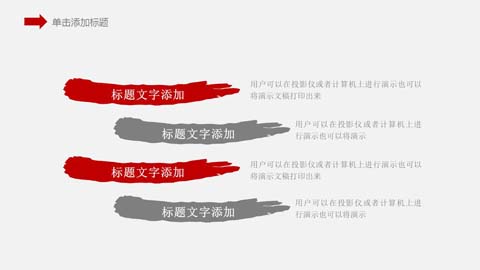 单击添加标题
标题文字添加
用户可以在投影仪或者计算机上进行演示也可以
将演示文稿打印出来
标题文字添加
用户可以在投影仪或者计算机上进行演示也可以
将演示文稿打印出来
标题文字添加
用户可以在投影仪或者计算机上进
行演示也可以将演示
标题文字添加
用户可以在投影仪或者计算机上进
行演示也可以将演示